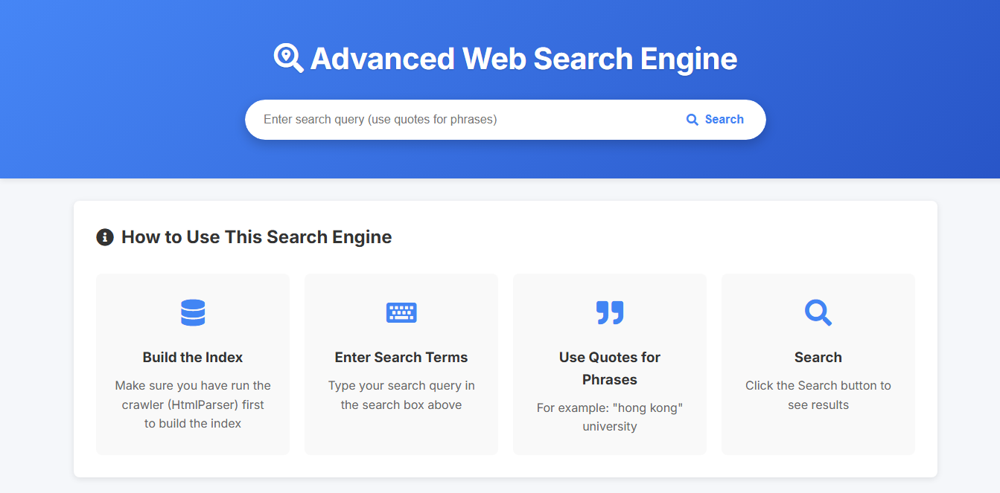 Advanced Web Search Engine
Enter search query (use quotes for phrases)
Search
How to Use This Search Engine
Build the Index
Make sure you have run the
crawler (HtmlParser) first
to build the index
Enter Search Terms
Type your search query in
the search box above
Use Quotes for
Phrases
For example: "hong kong"
university
Search
Click the Search button to
see results